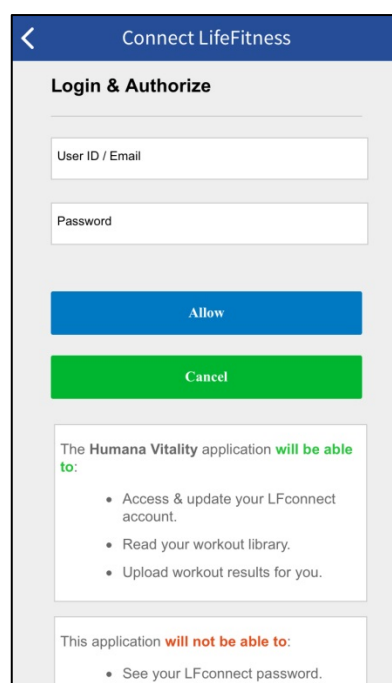 Connect LifeFitness
Login & Authorize
User ID / Email
Password
Allow
Cancel
The Humana Vitality application will be able
to:
• Access & update your LFconnect
account.
• Read your workout library.
• Upload workout results for you.
This application will not be able to:
• See your LFconnect password.